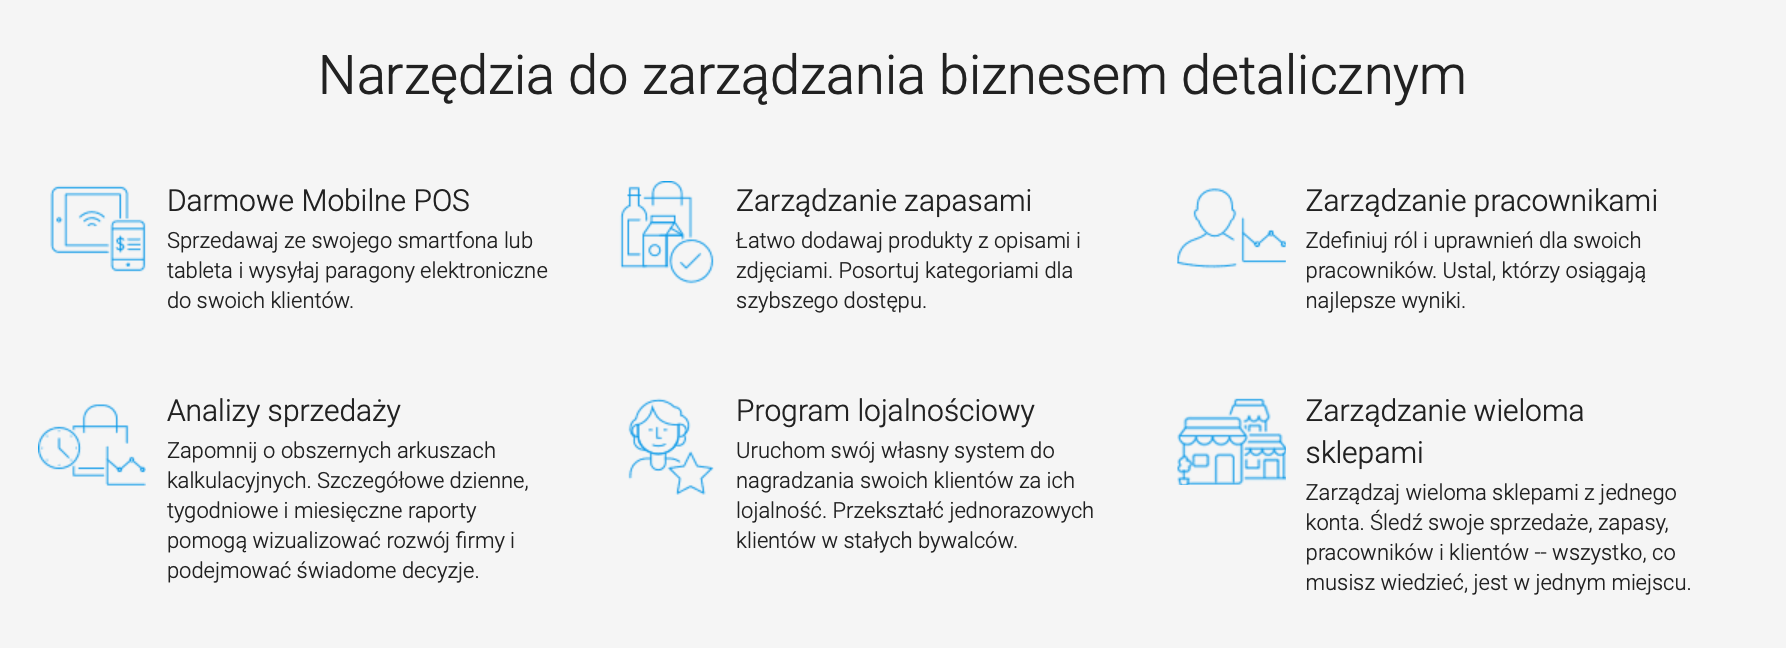 Narzędzia do zarządzania biznesem detalicznym
Darmowe Mobilne POS
Sprzedawaj ze swojego smartfona lub
tableta i wysyłaj paragony elektroniczne
do swoich klientów.
Zarządzanie zapasami
Łatwo dodawaj produkty z opisami i
zdjęciami. Posortuj kategoriami dla
szybszego dostępu.
Zarządzanie pracownikami
Zdefiniuj ról i uprawnień dla swoich
pracowników. Ustal, którzy osiągają
najlepsze wyniki.
Analizy sprzedaży
Zapomnij o obszernych arkuszach
kalkulacyjnych. Szczegółowe dzienne,
tygodniowe i miesięczne raporty
pomogą wizualizować rozwój firmy i
podejmować świadome decyzje.
Program lojalnościowy
Uruchom swój własny system do
nagradzania swoich klientów za ich
lojalność. Przekształć jednorazowych
klientów w stałych bywalców.
Zarządzanie wieloma
sklepami
Zarządzaj wieloma sklepami z jednego
konta. Śledź swoje sprzedaże, zapasy,
pracowników i klientów -- wszystko, co
musisz wiedzieć, jest w jednym miejscu.